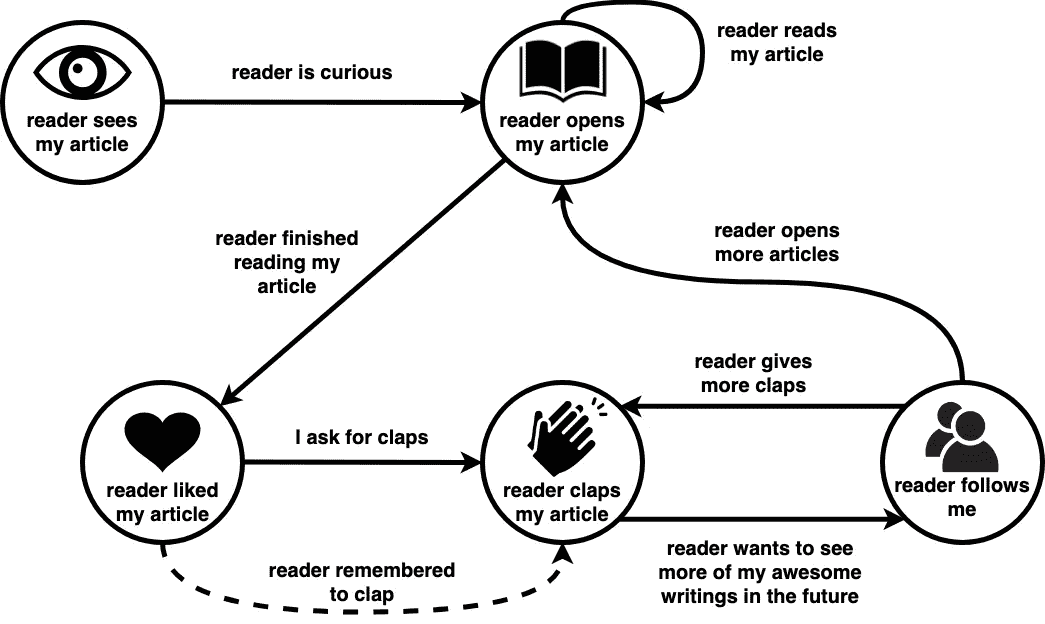 reader sees
my article
reader is curious
reader opens
my article
reader reads
my article
reader finished
reading my
article
reader opens
more articles
reader liked
my article
I ask for claps
reader claps
my article
reader gives
more claps
reader follows
me
reader remembered
to clap
reader wants to see
more of my awesome
writings in the future